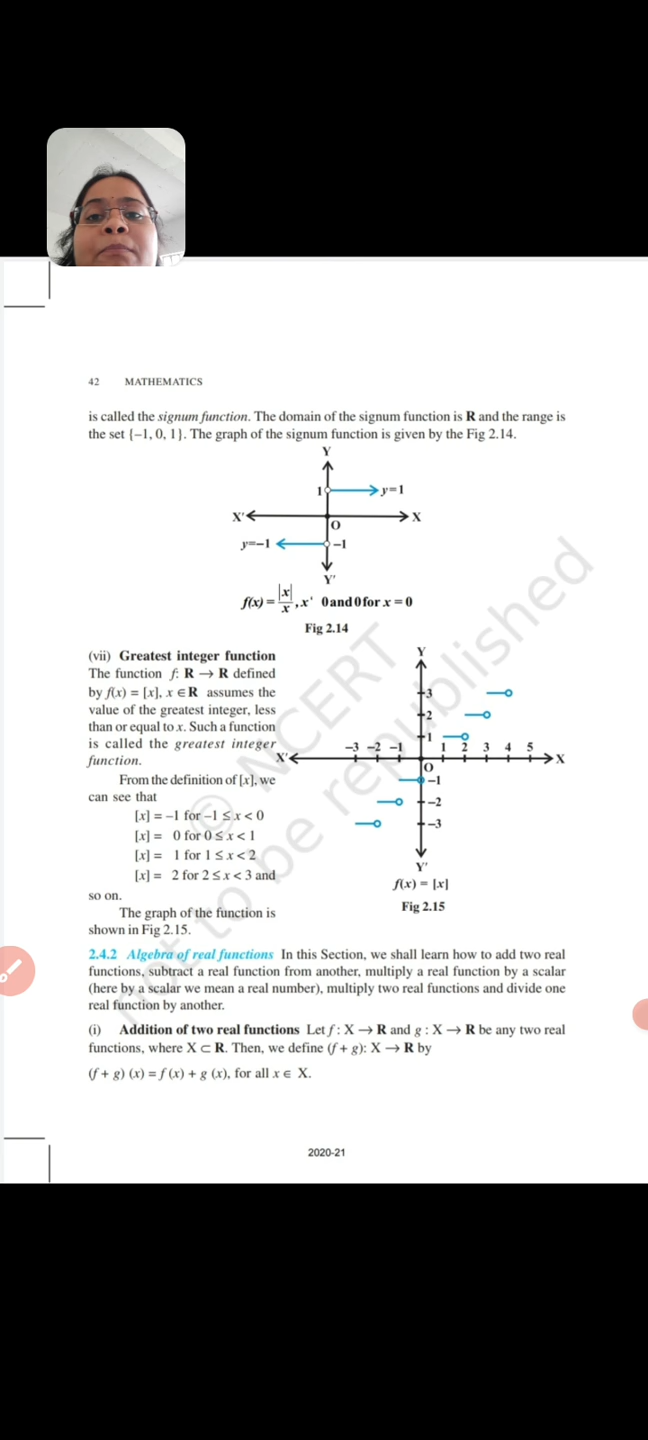 42 MATHEMATICS
is called the signum function. The domain of the signum function is R and the range is
the set {–1, 0, 1}. The graph of the signum function is given by the Fig 2.14.
Y
1 y=1
X' X
O
y=–1 –1
Y'
f(x) = |x|/x , x' 0 and 0 for x = 0
Fig 2.14
(vii) Greatest integer function
The function f: R → R defined
by f(x) = [x], x ∈ R assumes the
value of the greatest integer, less
than or equal to x. Such a function
is called the greatest integer
function.
From the definition of [x], we
can see that
[x] = –1 for –1 ≤ x < 0
[x] = 0 for 0 ≤ x < 1
[x] = 1 for 1 ≤ x < 2
[x] = 2 for 2 ≤ x < 3 and
so on.
The graph of the function is
shown in Fig 2.15.
Y
3
2
1
–3 –2 –1 1 2 3 4 5
X' X
O
–1
–2
–3
Y'
f(x) = [x]
Fig 2.15
2.4.2 Algebra of real functions In this Section, we shall learn how to add two real
functions, subtract a real function from another, multiply a real function by a scalar
(here by a scalar we mean a real number), multiply two real functions and divide one
real function by another.
(i) Addition of two real functions Let f : X → R and g : X → R be any two real
functions, where X ⊂ R. Then, we define (f + g): X → R by
(f + g) (x) = f (x) + g (x), for all x ∈ X.
2020-21
© NCERT
not to be republished